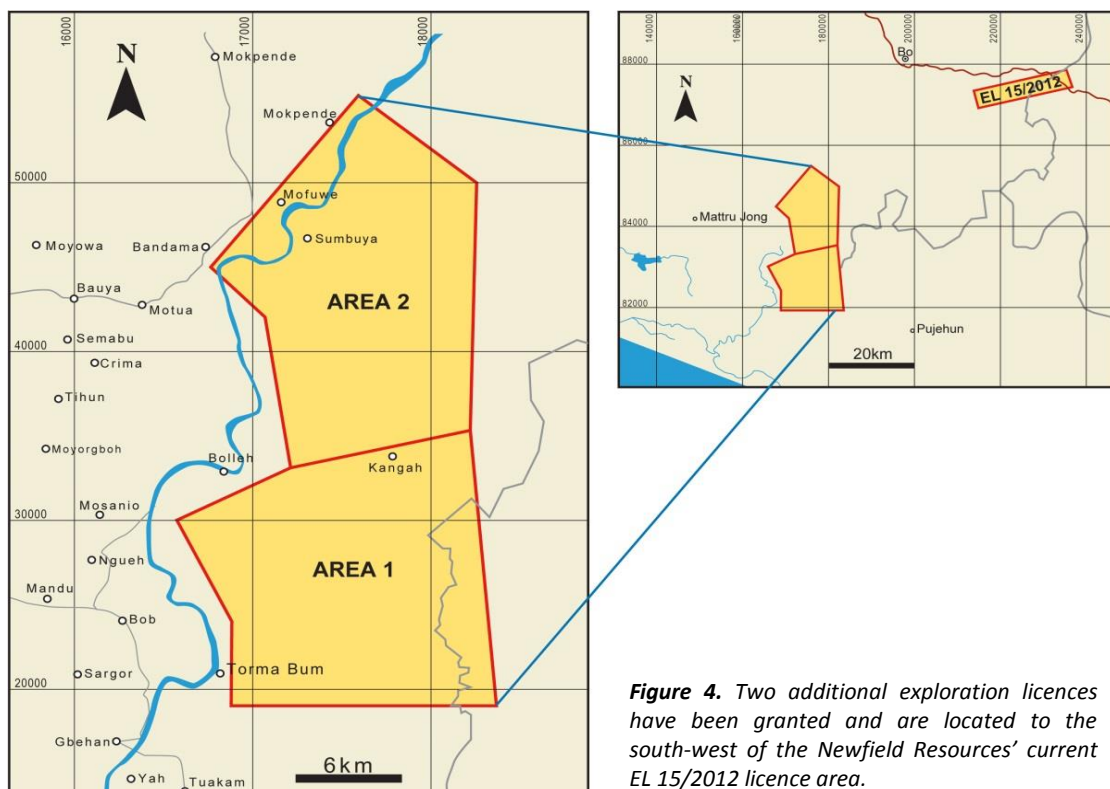 16000
17000
18000
N
Mokpende
Mokpende
50000
Mofuwe
Sumbuya
Moyowa
Bandama
Bauya
Motua
AREA 2
Semabu
40000
Crima
Tihun
Moyorgboh
Bolleh
Kangah
Mosanio
30000
Ngueh
AREA 1
Mandu
Bob
Sargor
Torma Bum
20000
Gbehan
Yah
Tuakam
6km
140000
160000
180000
200000
220000
240000
Bo
88000
EL 15/2012
N
86000
Mattru Jong
84000
82000
Pujehun
20km
Figure 4. Two additional exploration licences
have been granted and are located to the
south-west of the Newfield Resources’ current
EL 15/2012 licence area.